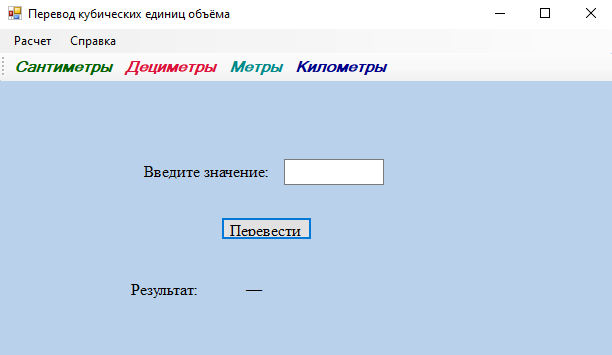 Перевод кубических единиц объёма
Расчет Справка
Сантиметры Дециметры Метры Километры
Введите значение:
Перевести
Результат: —